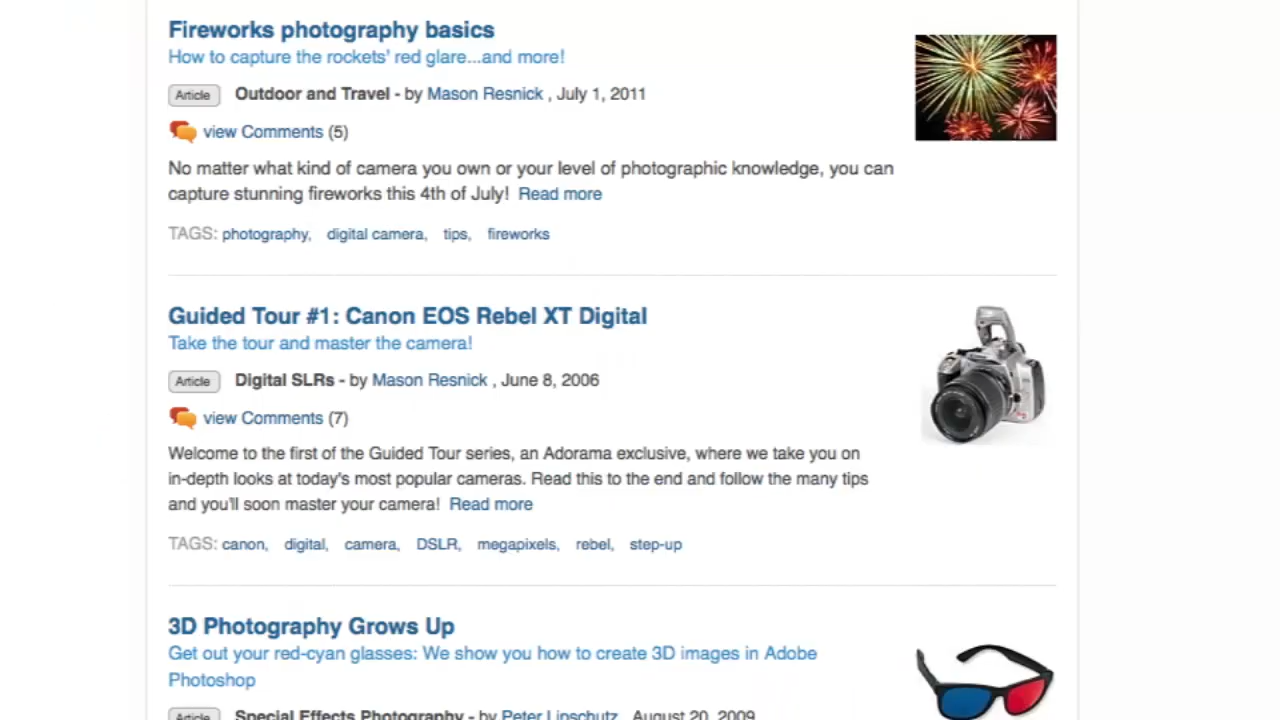 Fireworks photography basics
How to capture the rockets' red glare...and more!
Article Outdoor and Travel - by Mason Resnick , July 1, 2011
view Comments (5)
No matter what kind of camera you own or your level of photographic knowledge, you can
capture stunning fireworks this 4th of July! Read more
TAGS: photography, digital camera, tips, fireworks
Guided Tour #1: Canon EOS Rebel XT Digital
Take the tour and master the camera!
Article Digital SLRs - by Mason Resnick , June 8, 2006
view Comments (7)
Welcome to the first of the Guided Tour series, an Adorama exclusive, where we take you on
in-depth looks at today's most popular cameras. Read this to the end and follow the many tips
and you'll soon master your camera! Read more
TAGS: canon, digital, camera, DSLR, megapixels, rebel, step-up
3D Photography Grows Up
Get out your red-cyan glasses: We show you how to create 3D images in Adobe
Photoshop
Article Special Effects Photography - by Peter Lipschutz , August 20, 2009